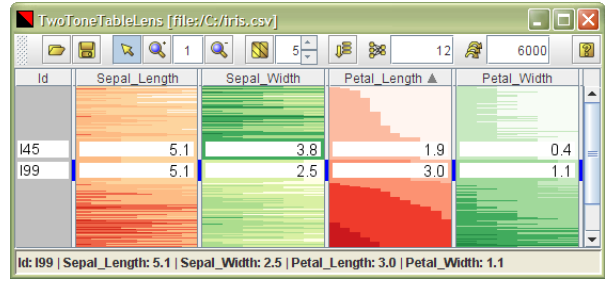 TwoToneTableLens [file:/C:/iris.csv]
1 5 12 6000
Id Sepal_Length Sepal_Width Petal_Length ▲ Petal_Width
I45 5.1 3.8 1.9 0.4
I99 5.1 2.5 3.0 1.1
Id: I99 | Sepal_Length: 5.1 | Sepal_Width: 2.5 | Petal_Length: 3.0 | Petal_Width: 1.1